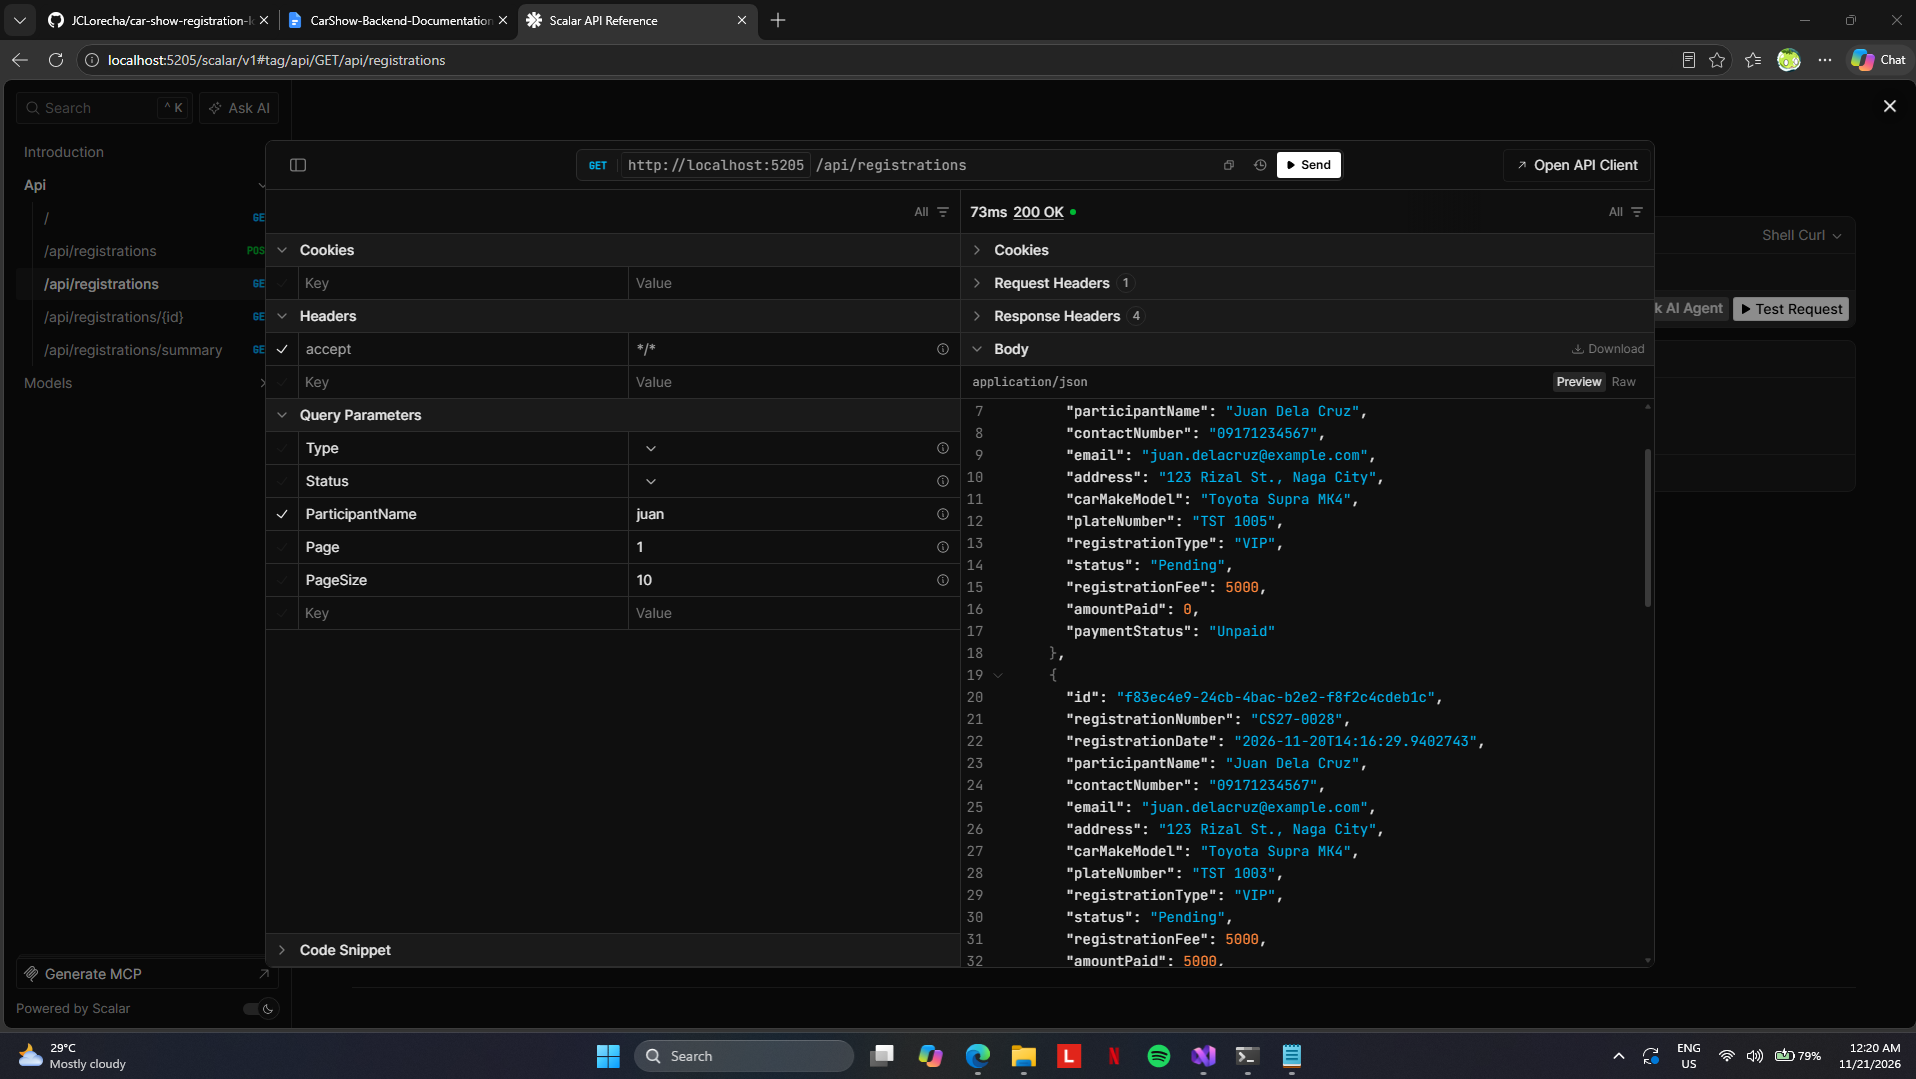 JCLorecha/car-show-registration-l
CarShow-Backend-Documentation
Scalar API Reference
localhost:5205/scalar/v1#tag/api/GET/api/registrations
Chat
Search
^ K
Ask AI
Introduction
Api
/
GE
/api/registrations
POS
/api/registrations
GE
/api/registrations/{id}
GE
/api/registrations/summary
GE
Models
GET
http://localhost:5205
/api/registrations
Send
Open API Client
All
Cookies
Key
Value
Headers
accept
*/*
Key
Value
Query Parameters
Type
Status
ParticipantName
juan
Page
1
PageSize
10
Key
Value
Code Snippet
73ms 200 OK
All
Cookies
Request Headers 1
Response Headers 4
Body
Download
application/json
Preview
Raw
7 "participantName": "Juan Dela Cruz",
8 "contactNumber": "09171234567",
9 "email": "juan.delacruz@example.com",
10 "address": "123 Rizal St., Naga City",
11 "carMakeModel": "Toyota Supra MK4",
12 "plateNumber": "TST 1005",
13 "registrationType": "VIP",
14 "status": "Pending",
15 "registrationFee": 5000,
16 "amountPaid": 0,
17 "paymentStatus": "Unpaid"
18 },
19 {
20 "id": "f83ec4e9-24cb-4bac-b2e2-f8f2c4cdeb1c",
21 "registrationNumber": "CS27-0028",
22 "registrationDate": "2026-11-20T14:16:29.9402743",
23 "participantName": "Juan Dela Cruz",
24 "contactNumber": "09171234567",
25 "email": "juan.delacruz@example.com",
26 "address": "123 Rizal St., Naga City",
27 "carMakeModel": "Toyota Supra MK4",
28 "plateNumber": "TST 1003",
29 "registrationType": "VIP",
30 "status": "Pending",
31 "registrationFee": 5000,
32 "amountPaid": 5000,
Shell Curl
k AI Agent
Test Request
Generate MCP
Powered by Scalar
29°C
Mostly cloudy
Search
L
N
ENG
US
79%
12:20 AM
11/21/2026